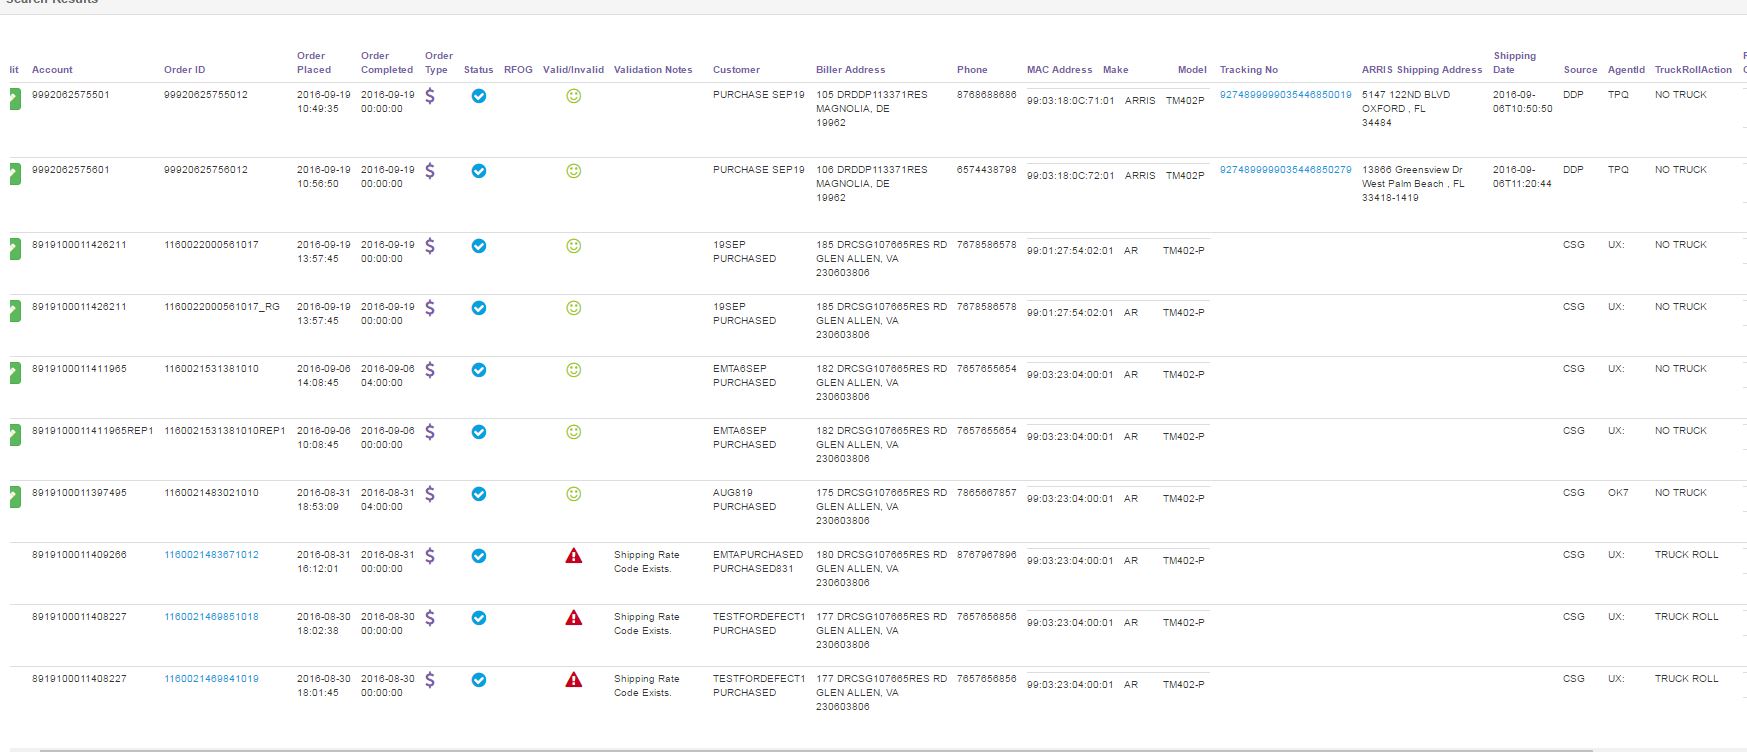 Search Results
Order Order Order Shipping
lit Account Order ID Placed Completed Type Status RFOG Valid/Invalid Validation Notes Customer Biller Address Phone MAC Address Make Model Tracking No ARRIS Shipping Address Date Source AgentId TruckRollAction
9992062575501 99920625755012 2016-09-19 2016-09-19 $ PURCHASE SEP19 105 DRDDP113371RES 8768688686 99:03:18:0C:71:01 ARRIS TM402P 9274899999035446850019 5147 122ND BLVD 2016-09- DDP TPQ NO TRUCK
10:49:35 00:00:00 MAGNOLIA, DE OXFORD , FL 06T10:50:50
19962 34484
9992062575601 99920625756012 2016-09-19 2016-09-19 $ PURCHASE SEP19 106 DRDDP113371RES 6574438798 99:03:18:0C:72:01 ARRIS TM402P 9274899999035446850279 13866 Greensview Dr 2016-09- DDP TPQ NO TRUCK
10:56:50 00:00:00 MAGNOLIA, DE West Palm Beach , FL 06T11:20:44
19962 33418-1419
8919100011426211 1160022000561017 2016-09-19 2016-09-19 $ 19SEP 185 DRCSG107665RES RD 7678586578 99:01:27:54:02:01 AR TM402-P CSG UX: NO TRUCK
13:57:45 00:00:00 PURCHASED GLEN ALLEN, VA
230603806
8919100011426211 1160022000561017_RG 2016-09-19 2016-09-19 $ 19SEP 185 DRCSG107665RES RD 7678586578 99:01:27:54:02:01 AR TM402-P CSG UX: NO TRUCK
13:57:45 00:00:00 PURCHASED GLEN ALLEN, VA
230603806
8919100011411965 1160021531381010 2016-09-06 2016-09-06 $ EMTA6SEP 182 DRCSG107665RES RD 7657655654 99:03:23:04:00:01 AR TM402-P CSG UX: NO TRUCK
14:08:45 04:00:00 PURCHASED GLEN ALLEN, VA
230603806
8919100011411965REP1 1160021531381010REP1 2016-09-06 2016-09-06 $ EMTA6SEP 182 DRCSG107665RES RD 7657655654 99:03:23:04:00:01 AR TM402-P CSG UX: NO TRUCK
10:08:45 00:00:00 PURCHASED GLEN ALLEN, VA
230603806
8919100011397495 1160021483021010 2016-08-31 2016-08-31 $ AUG819 175 DRCSG107665RES RD 7865667857 99:03:23:04:00:01 AR TM402-P CSG OK7 NO TRUCK
18:53:09 04:00:00 PURCHASED GLEN ALLEN, VA
230603806
8919100011409266 1160021483671012 2016-08-31 2016-08-31 $ Shipping Rate EMTAPURCHASED 180 DRCSG107665RES RD 8767967896 99:03:23:04:00:01 AR TM402-P CSG UX: TRUCK ROLL
16:12:01 00:00:00 Code Exists. PURCHASED831 GLEN ALLEN, VA
230603806
8919100011408227 1160021469851018 2016-08-30 2016-08-30 $ Shipping Rate TESTFORDEFECT1 177 DRCSG107665RES RD 7657656856 99:03:23:04:00:01 AR TM402-P CSG UX: TRUCK ROLL
18:02:38 00:00:00 Code Exists. PURCHASED GLEN ALLEN, VA
230603806
8919100011408227 1160021469841019 2016-08-30 2016-08-30 $ Shipping Rate TESTFORDEFECT1 177 DRCSG107665RES RD 7657656856 99:03:23:04:00:01 AR TM402-P CSG UX: TRUCK ROLL
18:01:45 00:00:00 Code Exists. PURCHASED GLEN ALLEN, VA
230603806